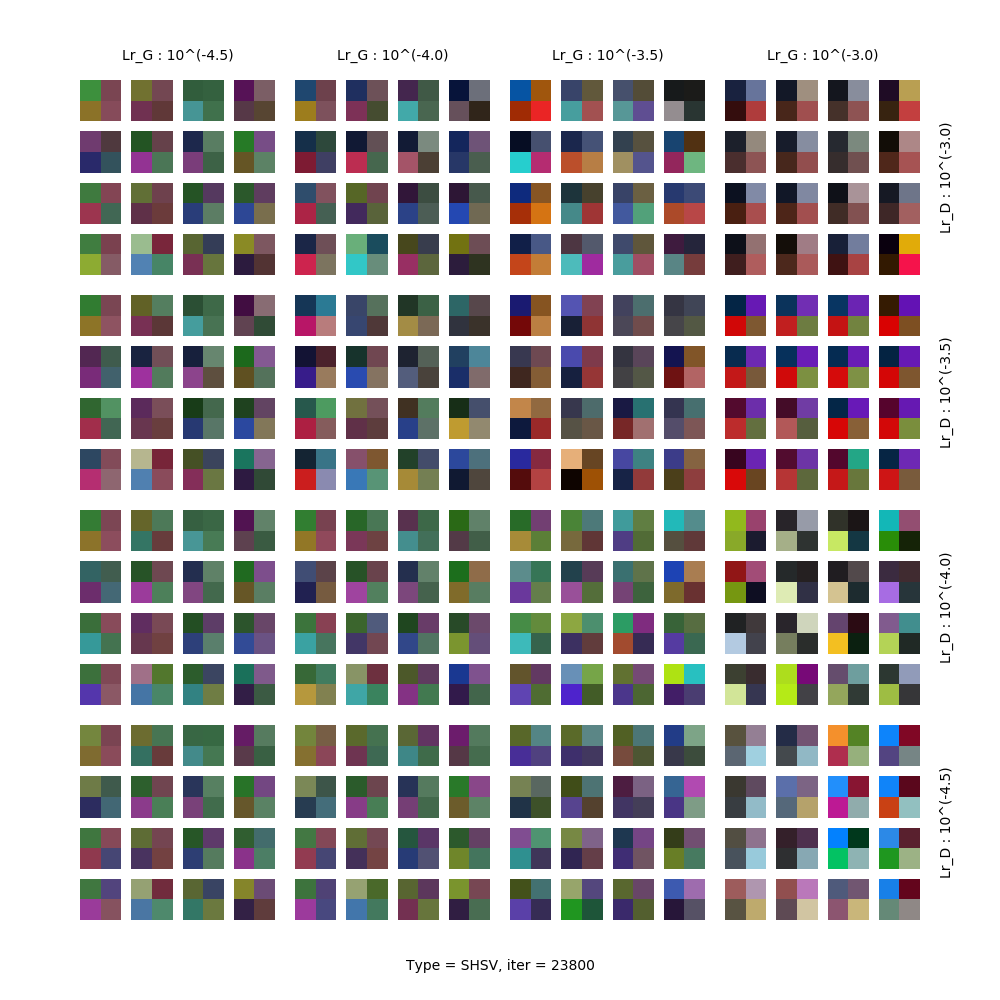 Lr_G : 10^(-4.5)
Lr_G : 10^(-4.0)
Lr_G : 10^(-3.5)
Lr_G : 10^(-3.0)
Lr_D : 10^(-3.0)
Lr_D : 10^(-3.5)
Lr_D : 10^(-4.0)
Lr_D : 10^(-4.5)
Type = SHSV, iter = 23800